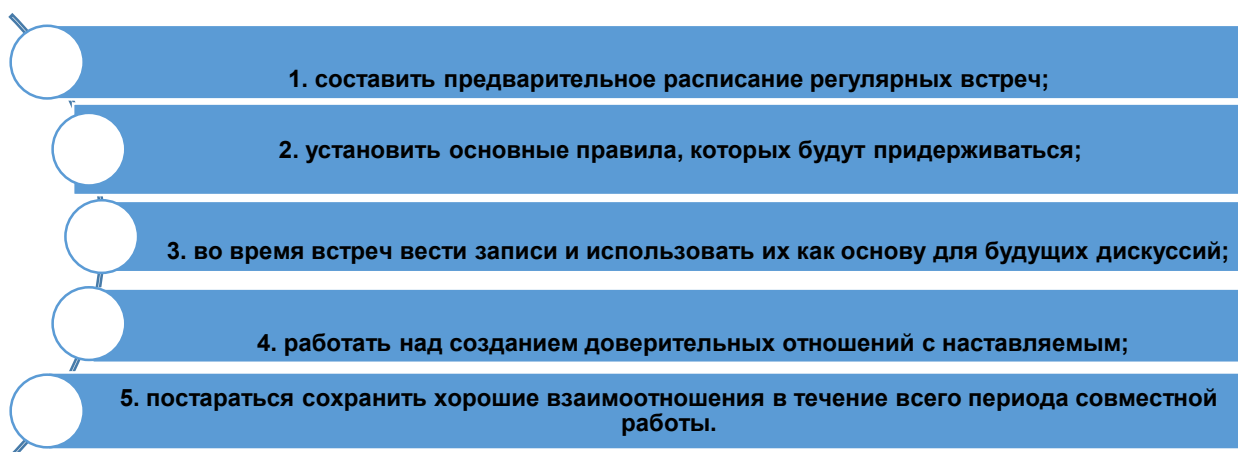 1. составить предварительное расписание регулярных встреч;
2. установить основные правила, которых будут придерживаться;
3. во время встреч вести записи и использовать их как основу для будущих дискуссий;
4. работать над созданием доверительных отношений с наставляемым;
5. постараться сохранить хорошие взаимоотношения в течение всего периода совместной
работы.